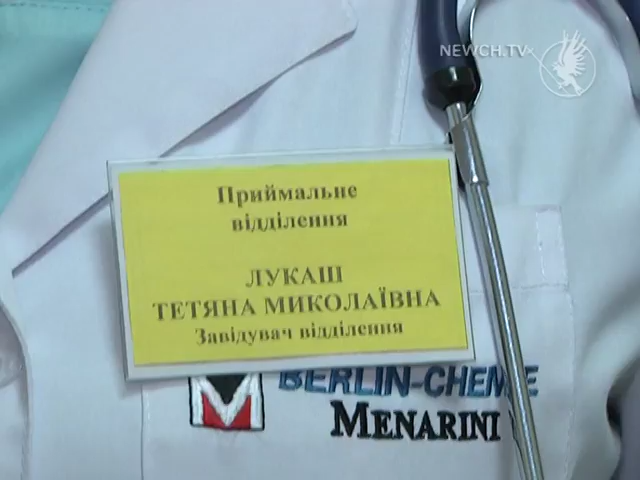 NEWCH.TV
Приймальне
відділення
ЛУКАШ
ТЕТЯНА МИКОЛАЇВНА
Завідувач відділення
BERLIN-CHEMIE
MENARINI